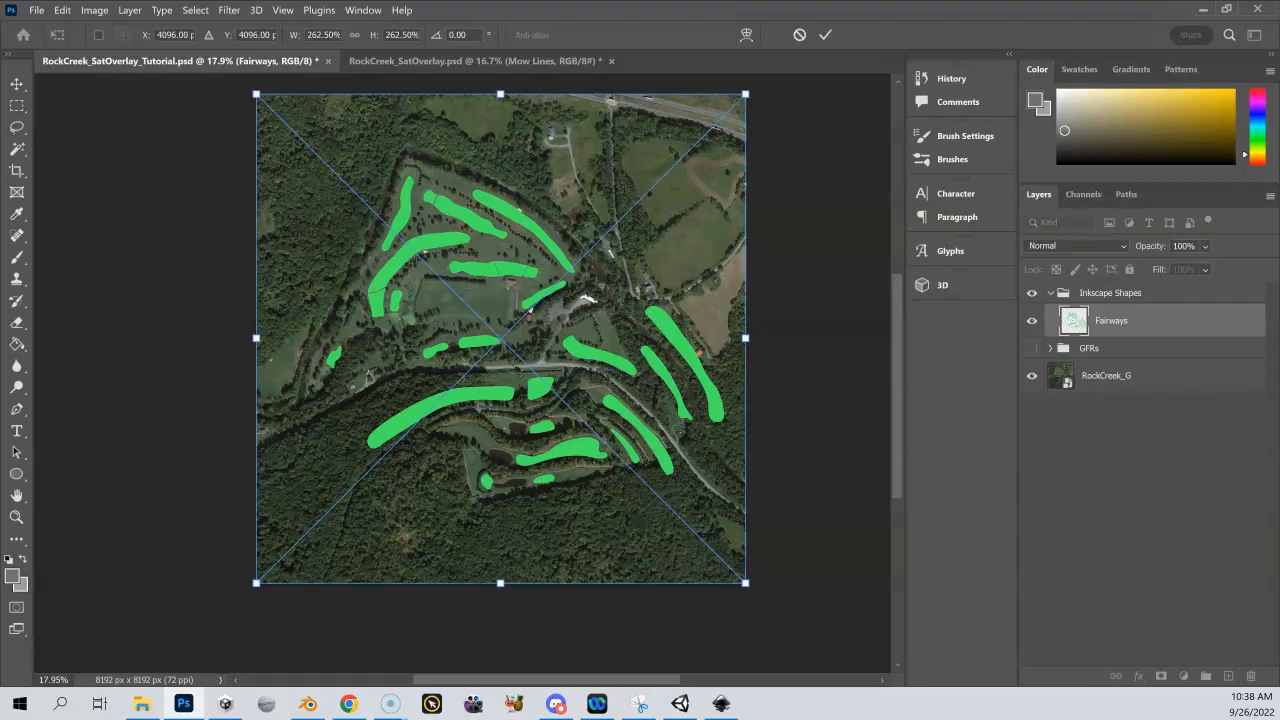 Ps File Edit Image Layer Type Select Filter 3D View Plugins Window Help
X: 4096.00 p Y: 4096.00 p W: 262.50% H: 262.50% 0.00 ° Anti-alias Share
RockCreek_SatOverlay_Tutorial.psd @ 17.9% (Fairways, RGB/8) * × RockCreek_SatOverlay.psd @ 16.7% (Mow Lines, RGB/8#) * ×
History
Comments
Brush Settings
Brushes
Character
Paragraph
Glyphs
3D
Color Swatches Gradients Patterns
Layers Channels Paths
Kind
Normal Opacity: 100%
Lock: Fill: 100%
Inkscape Shapes
Fairways
GFRs
RockCreek_G
17.95% 8192 px x 8192 px (72 ppi)
Ps
10:38 AM
9/26/2022